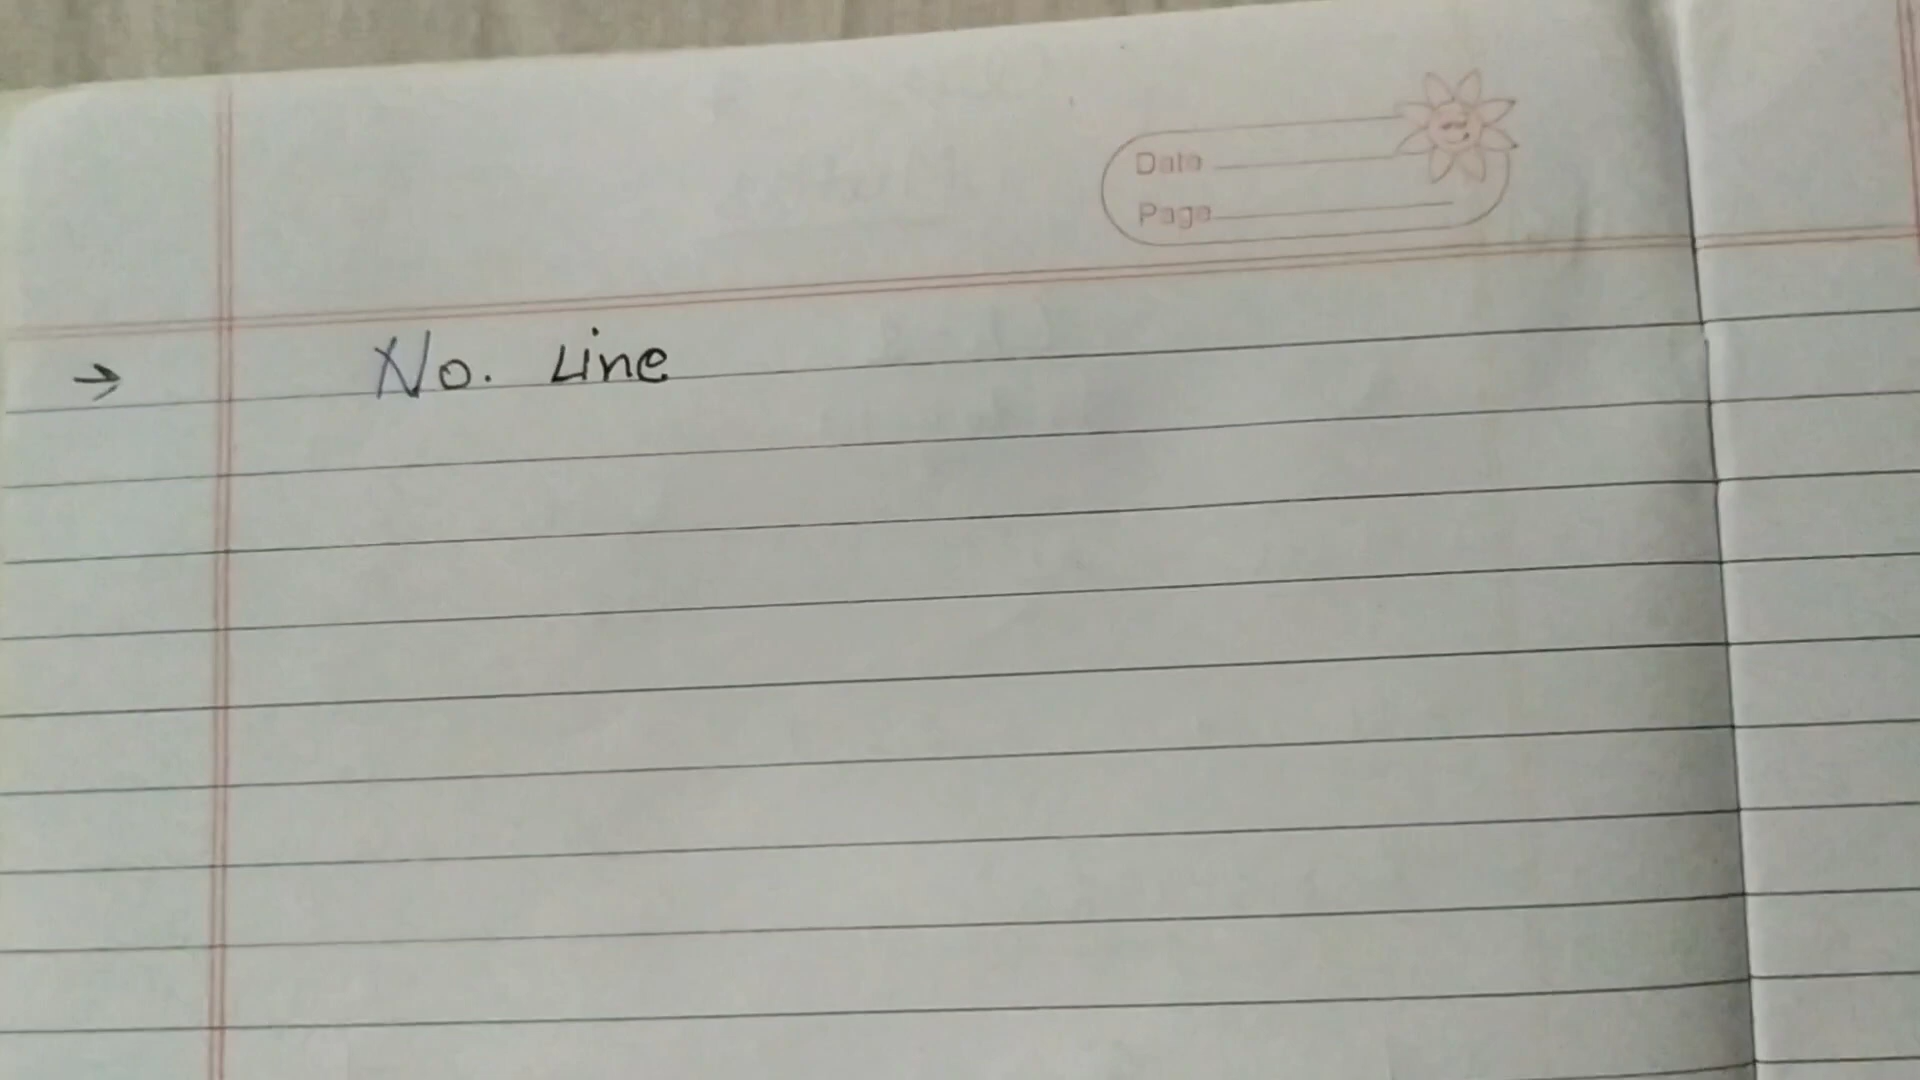 Date
Page
→ No. Line